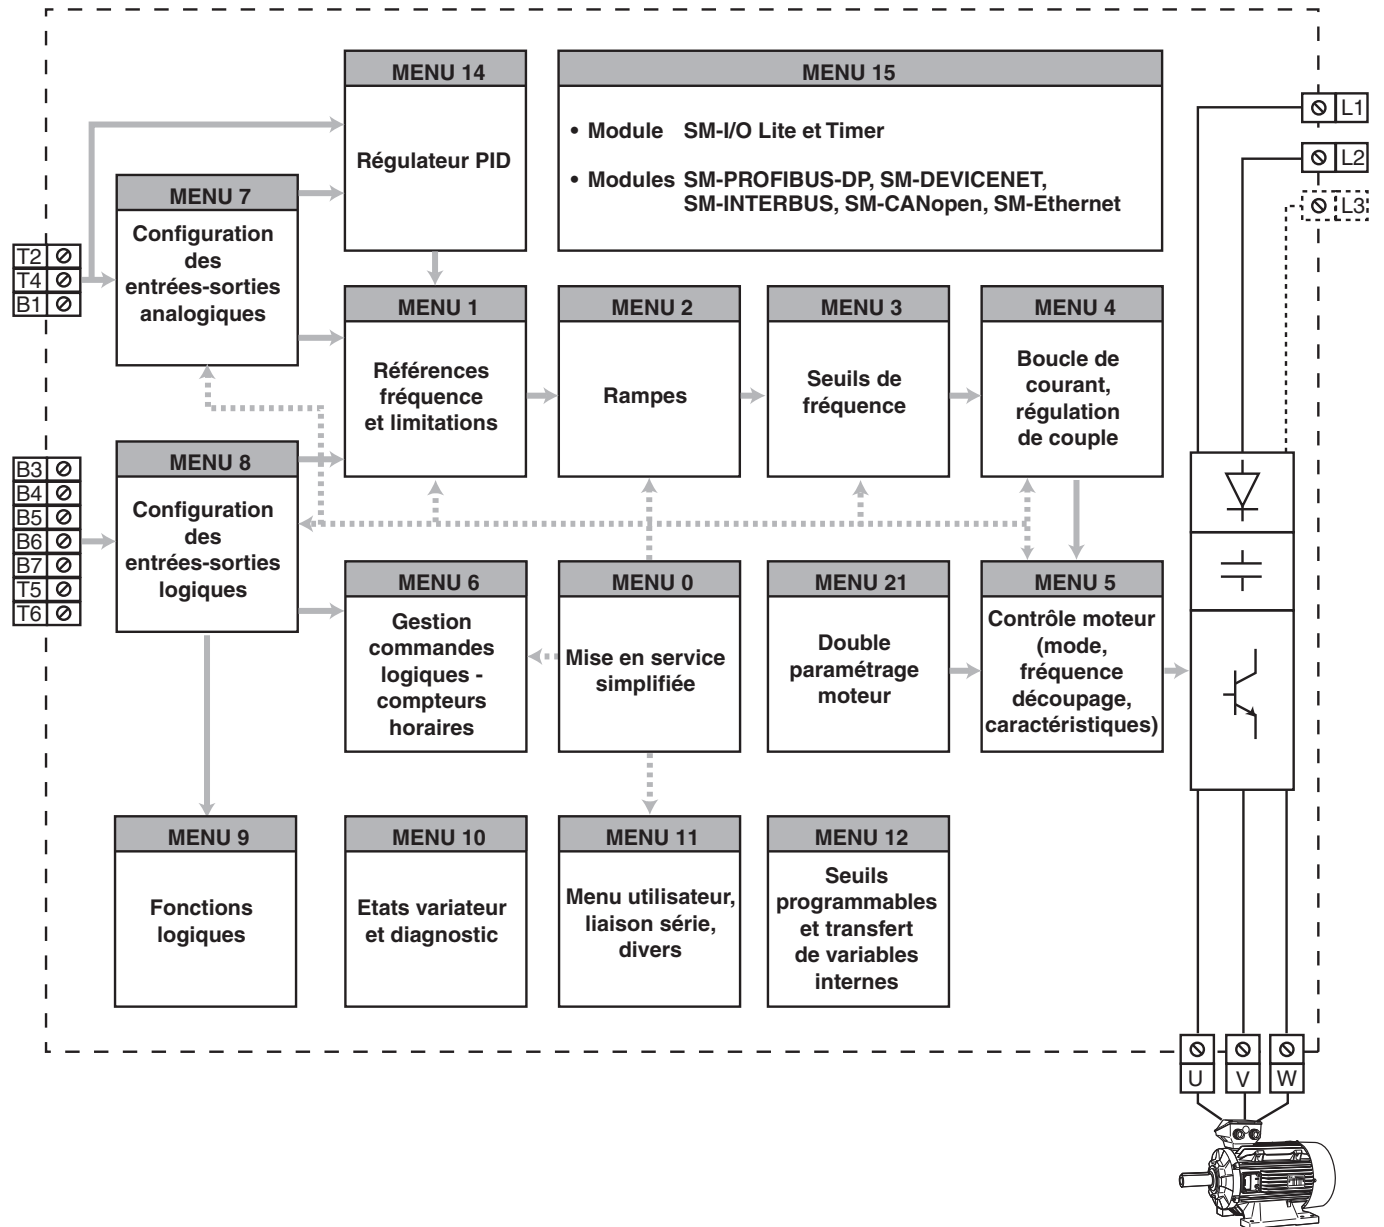 MENU 14
Régulateur PID
MENU 15
• Module SM-I/O Lite et Timer
• Modules SM-PROFIBUS-DP, SM-DEVICENET,
SM-INTERBUS, SM-CANopen, SM-Ethernet
L1
L2
L3
MENU 7
Configuration
des
entrées-sorties
analogiques
T2
T4
B1
MENU 1
Références
fréquence
et limitations
MENU 2
Rampes
MENU 3
Seuils de
fréquence
MENU 4
Boucle de
courant,
régulation
de couple
B3
B4
B5
B6
B7
T5
T6
MENU 8
Configuration
des
entrées-sorties
logiques
MENU 6
Gestion
commandes
logiques -
compteurs
horaires
MENU 0
Mise en service
simplifiée
MENU 21
Double
paramétrage
moteur
MENU 5
Contrôle moteur
(mode,
fréquence
découpage,
caractéristiques)
MENU 9
Fonctions
logiques
MENU 10
Etats variateur
et diagnostic
MENU 11
Menu utilisateur,
liaison série,
divers
MENU 12
Seuils
programmables
et transfert
de variables
internes
U
V
W